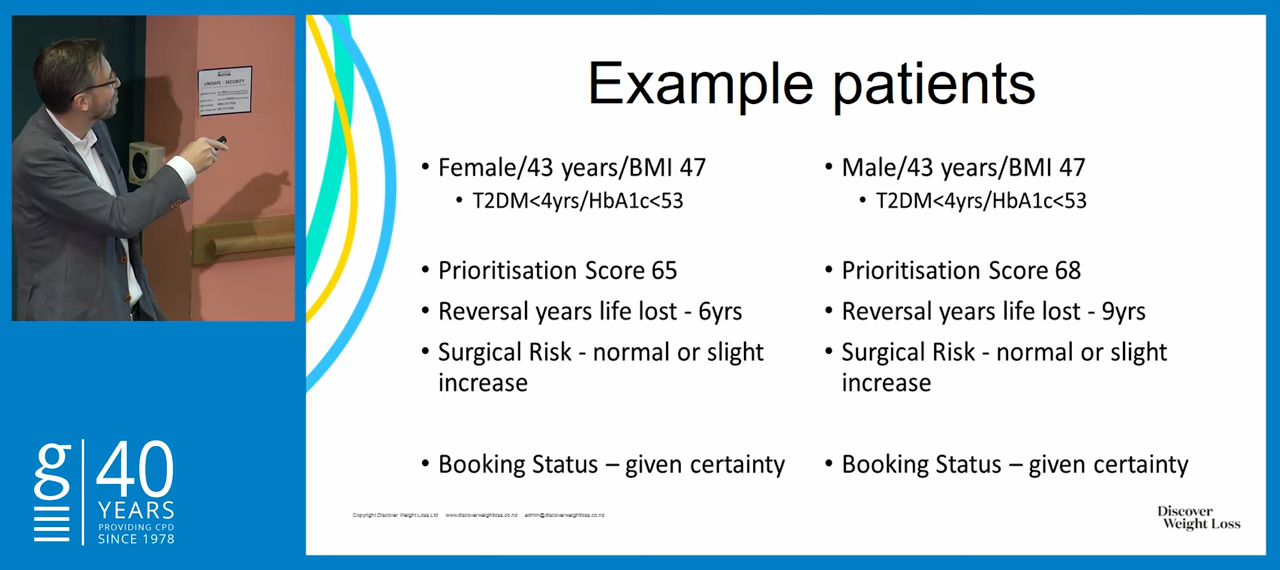 UNISAFE - SECURITY
Example patients
• Female/43 years/BMI 47
• T2DM<4yrs/HbA1c<53
• Prioritisation Score 65
• Reversal years life lost - 6yrs
• Surgical Risk - normal or slight
increase
• Booking Status – given certainty
• Male/43 years/BMI 47
• T2DM<4yrs/HbA1c<53
• Prioritisation Score 68
• Reversal years life lost - 9yrs
• Surgical Risk - normal or slight
increase
• Booking Status – given certainty
Copyright Discover Weight Loss Ltd www.discoverweightloss.co.nz admin@discoverweightloss.co.nz
Discover
Weight Loss
g 40
YEARS
PROVIDING CPD
SINCE 1978